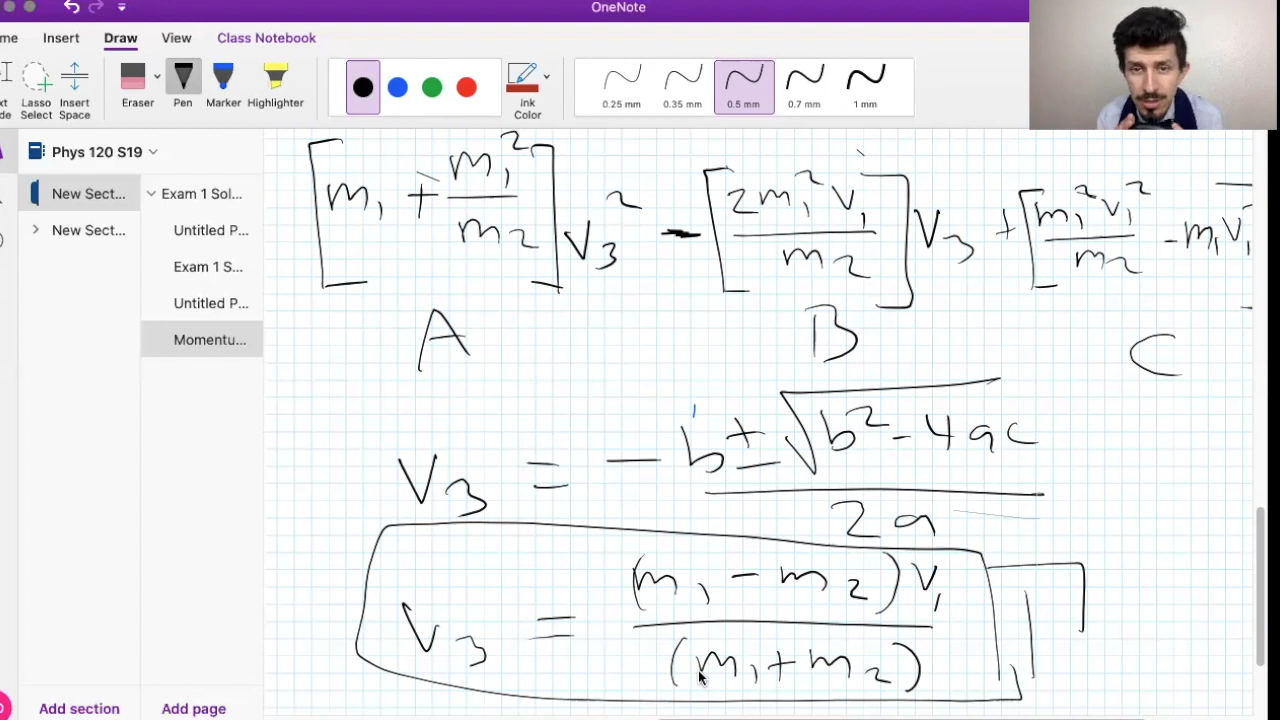 OneNote
Insert Draw View Class Notebook
Lasso Select
Insert Space
Eraser
Pen
Marker
Highlighter
Ink Color
0.25 mm
0.35 mm
0.5 mm
0.7 mm
1 mm
Phys 120 S19
New Sect...
New Sect...
Exam 1 Sol...
Untitled P...
Exam 1 S...
Untitled P...
Momentu...
[m₁ + m₁²/m₂] v₃² - [2m₁²v₁/m₂] v₃ + [m₁²v₁²/m₂ - m₁v₁
A B C
v₃ = -b ± √(b² - 4ac) / 2a
v₃ = (m₁ - m₂)v₁ / (m₁ + m₂)
Add section
Add page